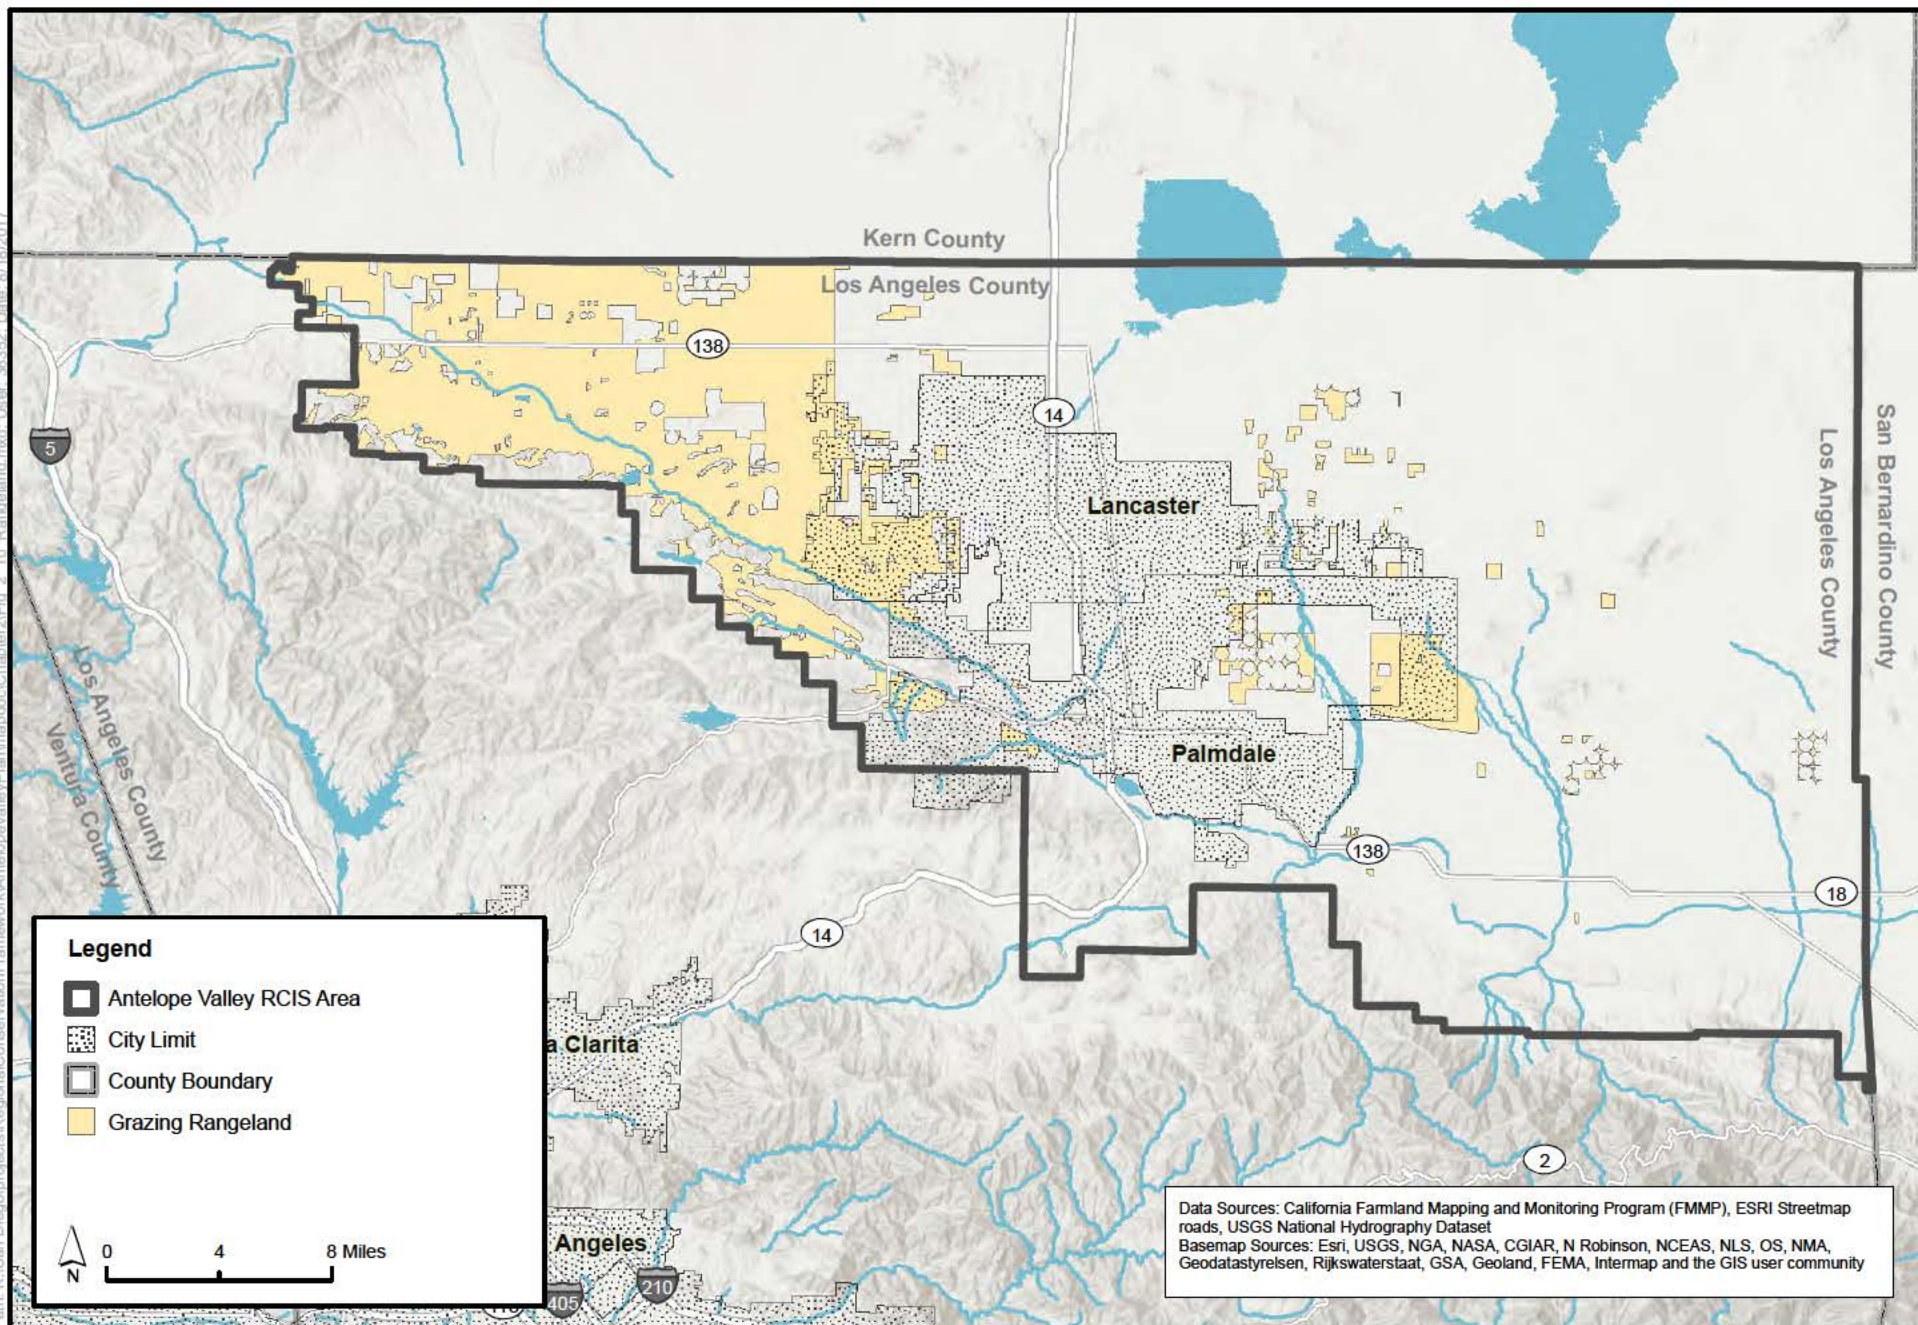 Kern County
Los Angeles County
138
14
5
Lancaster
San Bernardino County
Los Angeles County
Los Angeles County
Ventura County
Palmdale
138
18
14
Legend
Antelope Valley RCIS Area
City Limit
County Boundary
Grazing Rangeland
a Clarita
2
0 4 8 Miles
N
Angeles
405
210
Data Sources: California Farmland Mapping and Monitoring Program (FMMP), ESRI Streetmap
roads, USGS National Hydrography Dataset
Basemap Sources: Esri, USGS, NGA, NASA, CGIAR, N Robinson, NCEAS, NLS, OS, NMA,
Geodatastyrelsen, Rijkswaterstaat, GSA, Geoland, FEMA, Intermap and the GIS user community